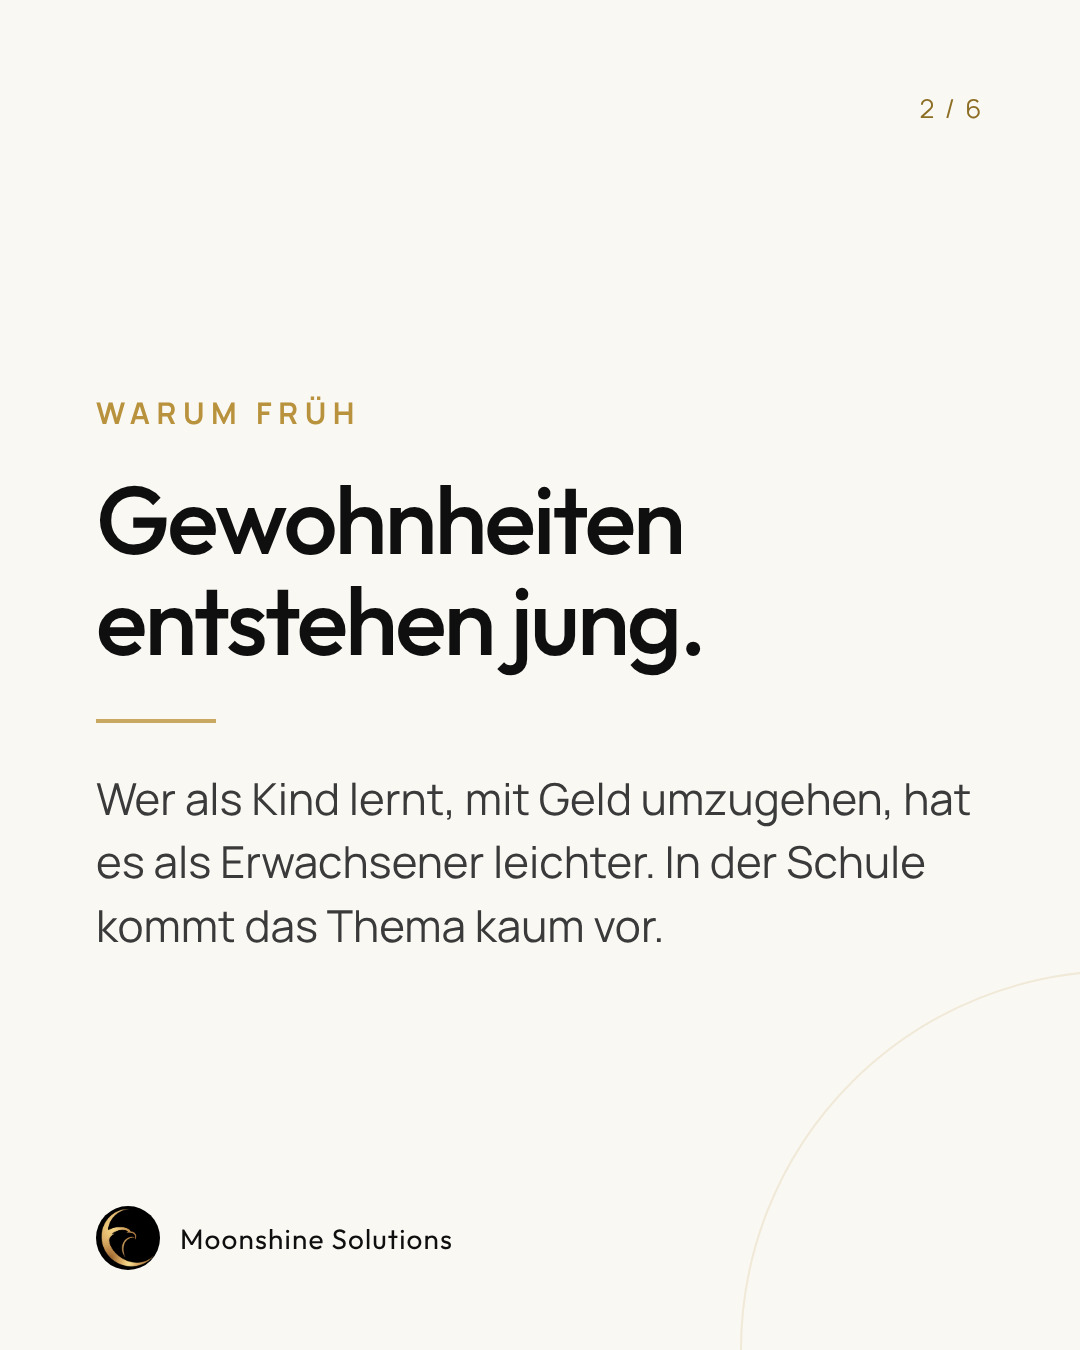 2 / 6
WARUM FRÜH
Gewohnheiten
entstehen jung.
Wer als Kind lernt, mit Geld umzugehen, hat
es als Erwachsener leichter. In der Schule
kommt das Thema kaum vor.
Moonshine Solutions